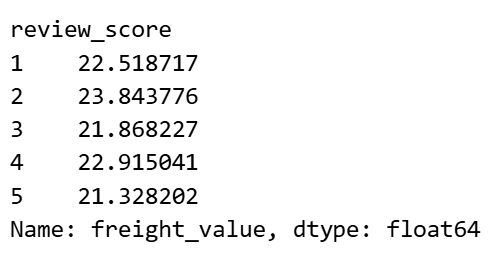 review_score
1    22.518717
2    23.843776
3    21.868227
4    22.915041
5    21.328202
Name: freight_value, dtype: float64